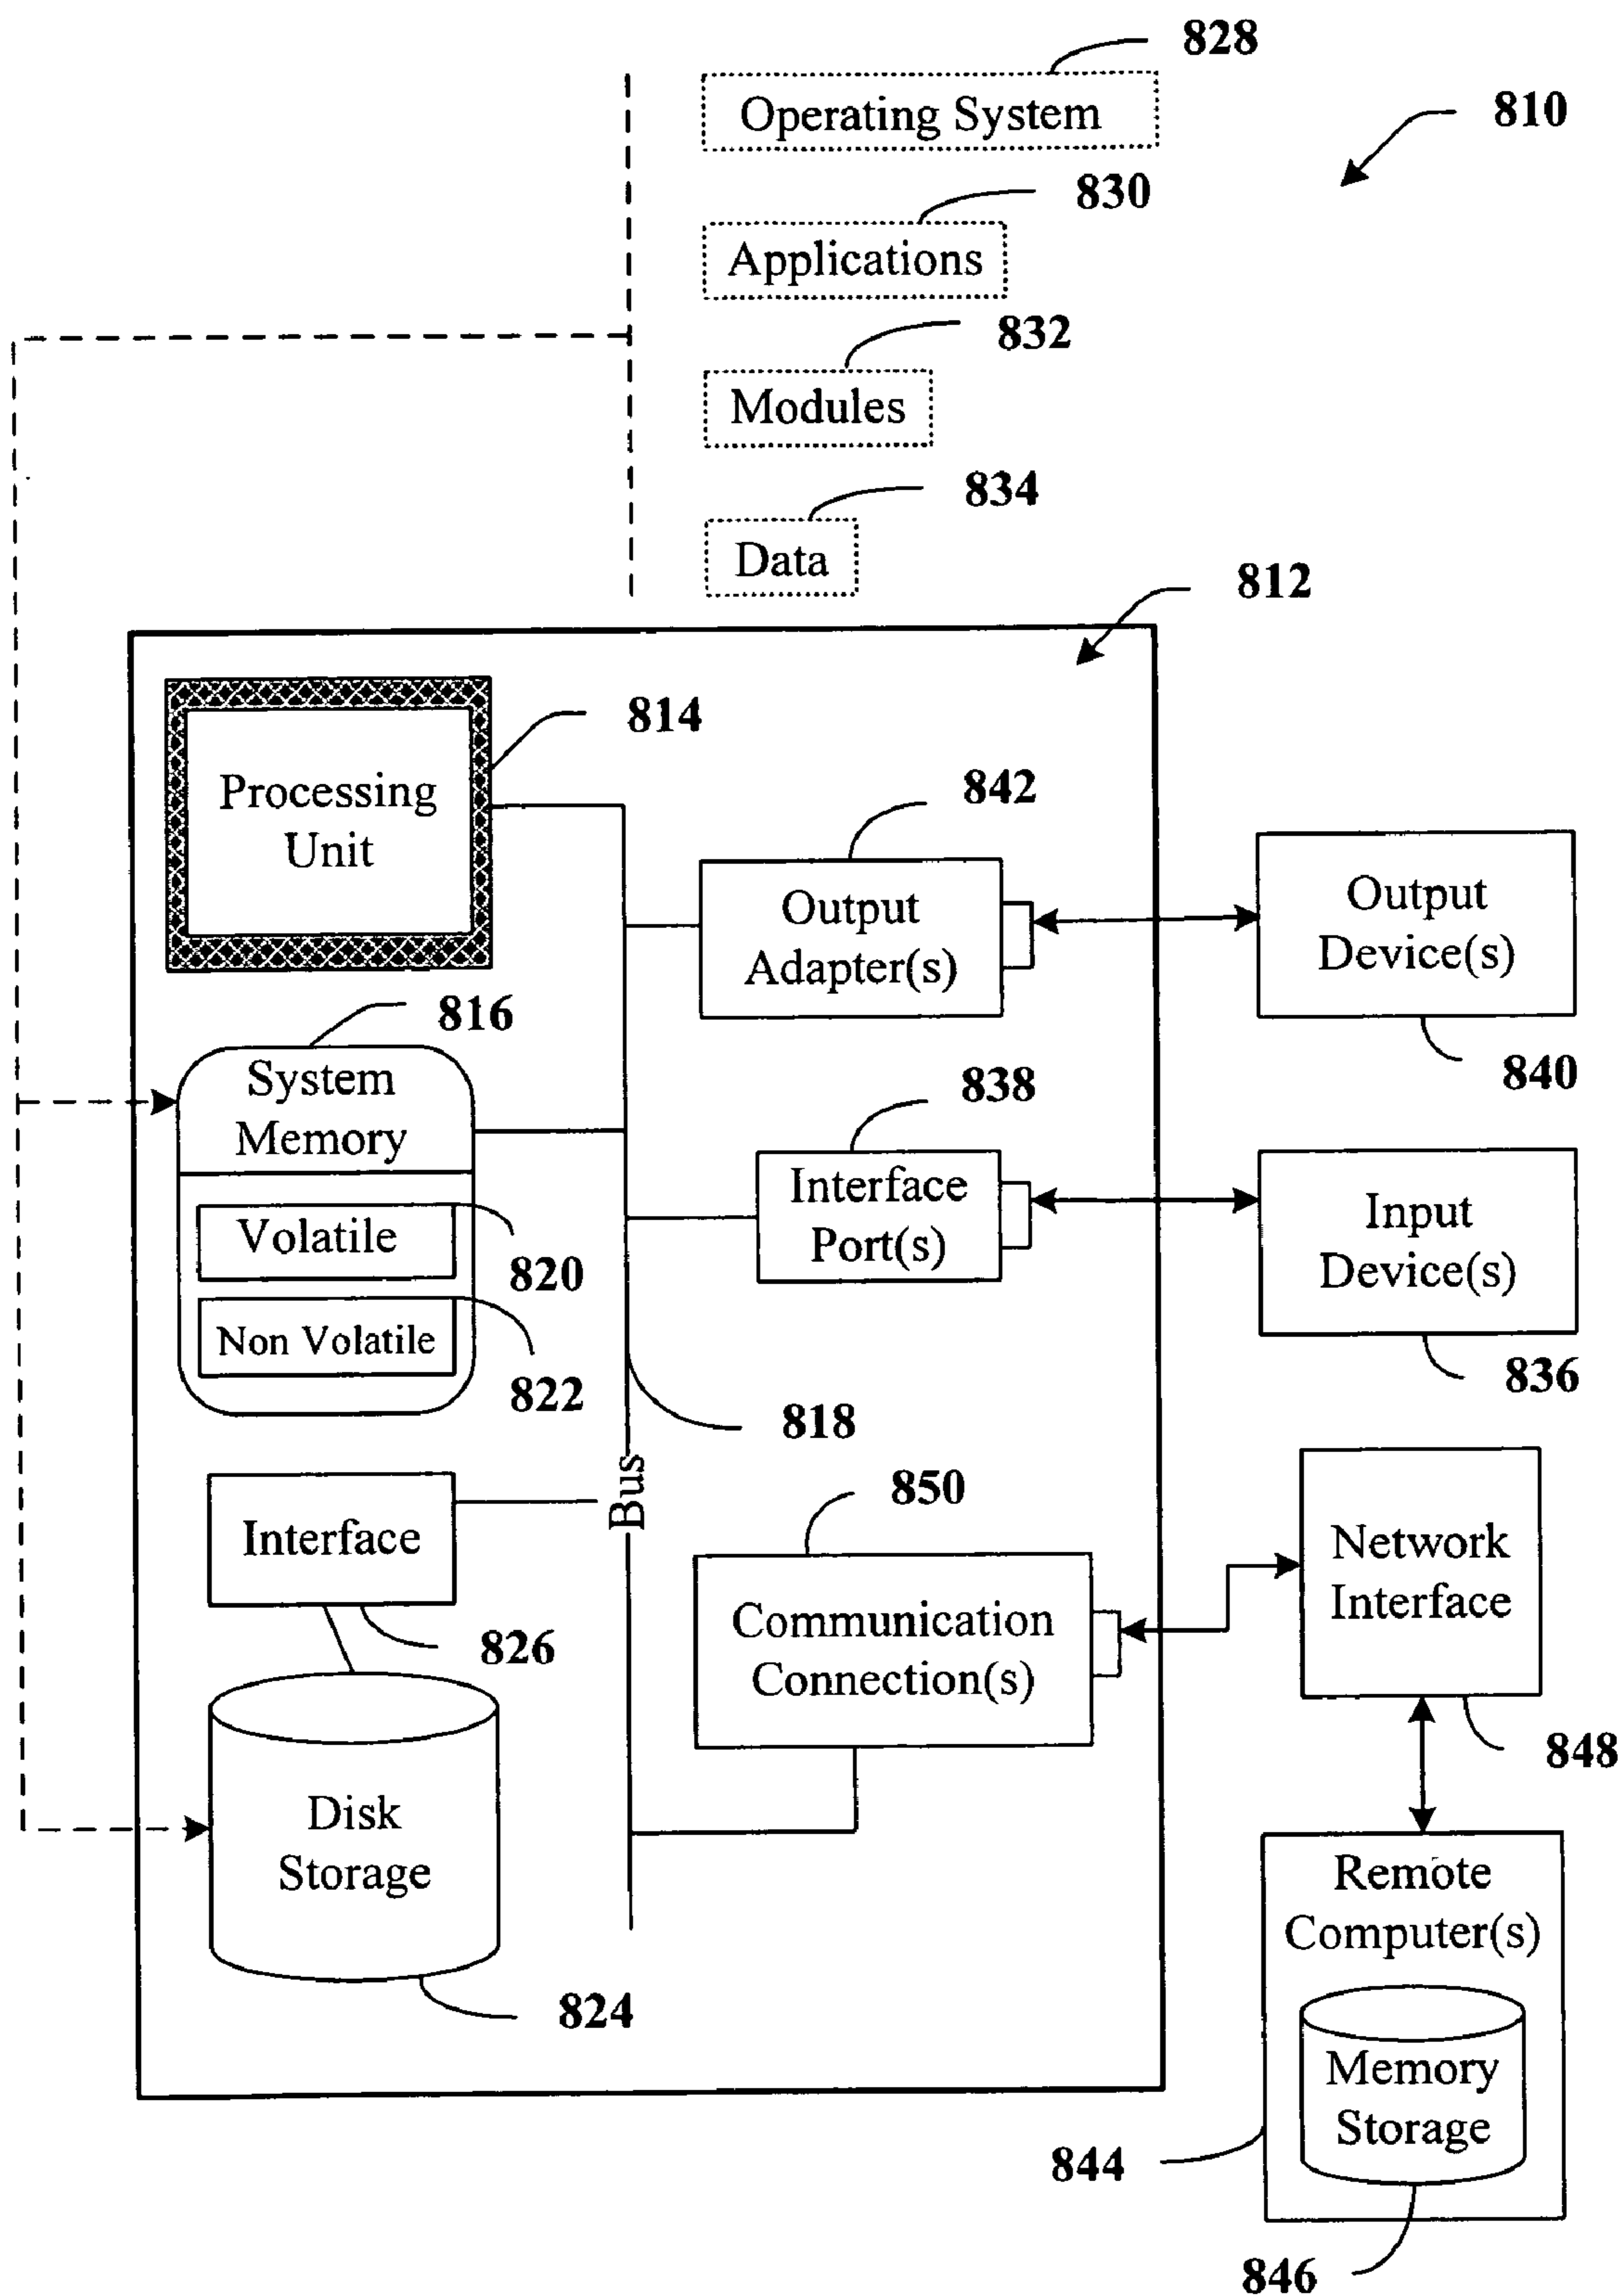 828
Operating System
810
830
Applications
832
Modules
834
Data
812
814
Processing
Unit
842
Output
Adapter(s)
Output
Device(s)
840
816
System
Memory
838
Interface
Port(s)
Input
Device(s)
836
Volatile
820
Non Volatile
822
818
Bus
850
Interface
826
Communication
Connection(s)
Network
Interface
848
Disk
Storage
824
Remote
Computer(s)
Memory
Storage
844
846